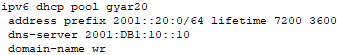 ipv6 dhcp pool gyar20
address prefix 2001::20:0/64 lifetime 7200 3600
dns-server 2001:DB1:10::10
domain-name wr